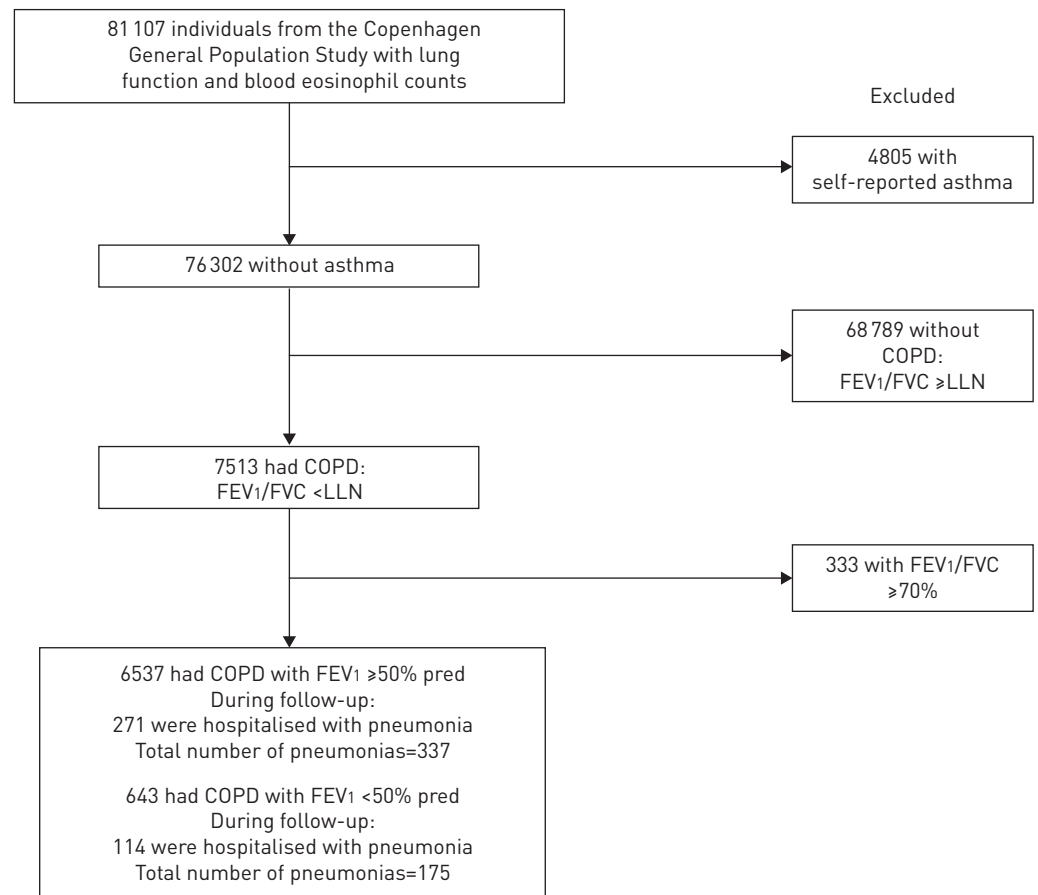 81 107 individuals from the Copenhagen
General Population Study with lung
function and blood eosinophil counts
Excluded
4805 with
self-reported asthma
76 302 without asthma
68 789 without
COPD:
FEV1/FVC ⩾LLN
7513 had COPD:
FEV1/FVC <LLN
333 with FEV1/FVC
⩾70%
6537 had COPD with FEV1 ⩾50% pred
During follow-up:
271 were hospitalised with pneumonia
Total number of pneumonias=337
643 had COPD with FEV1 <50% pred
During follow-up:
114 were hospitalised with pneumonia
Total number of pneumonias=175